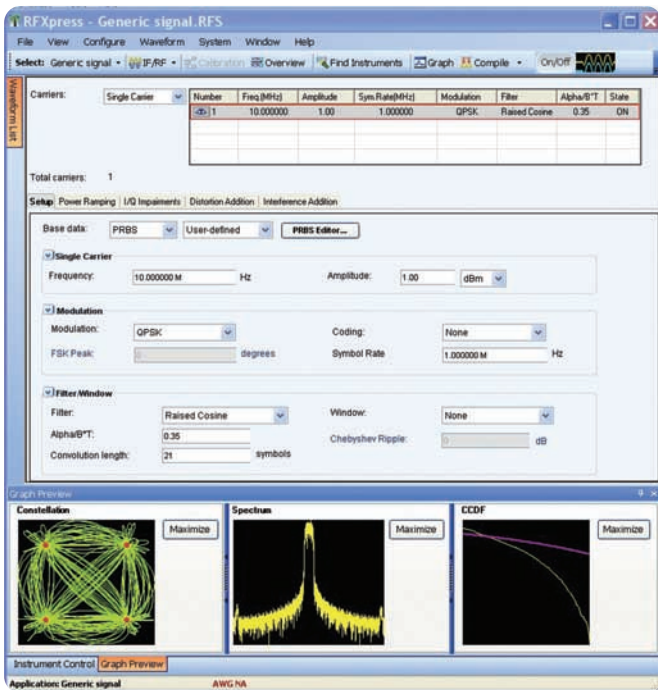 RFXpress - Generic signal.RFS
File View Configure Waveform System Window Help
Select: Generic signal IF/RF Calibration Overview Find Instruments Graph Compile On/Off
Waveform List
Carriers: Single Carrier
Number Freq.(MHz) Amplitude Sym.Rate(MHz) Modulation Filter Alpha/B*T State
1 10.000000 1.00 1.000000 QPSK Raised Cosine 0.35 ON
Total carriers: 1
Setup Power Ramping I/Q Impairments Distortion Addition Interference Addition
Base data: PRBS User-defined PRBS Editor...
Single Carrier
Frequency: 10.000000 M Hz Amplitude: 1.00 dBm
Modulation
Modulation: QPSK Coding: None
FSK Peak: 0 degrees Symbol Rate 1.000000 M Hz
Filter/Window
Filter: Raised Cosine Window: None
Alpha/B*T: 0.35 Chebyshev Ripple: 0 dB
Convolution length: 21 symbols
Graph Preview
Constellation Maximize Spectrum Maximize CCDF Maximize
Instrument Control Graph Preview
Application: Generic signal AWG NA